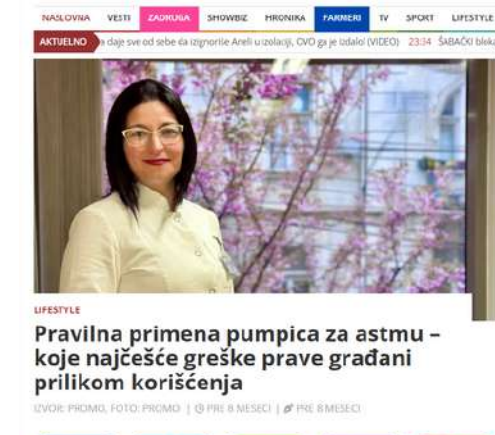 NASLOVNA VESTI ZADRUGA SHOWBIZ HRONIKA FARMERI TV SPORT LIFESTYLE
AKTUELNO a daje sve od sebe da izignoriše Aneli u izolaciji, OVO ga je izdalo! (VIDEO) 23:34 ŠABAČKI
LIFESTYLE
Pravilna primena pumpica za astmu –
koje najčešće greške prave građani
prilikom korišćenja
IZVOR: PROMO, FOTO: PROMO | PRE 8 MESECI | PRE 8 MESECI